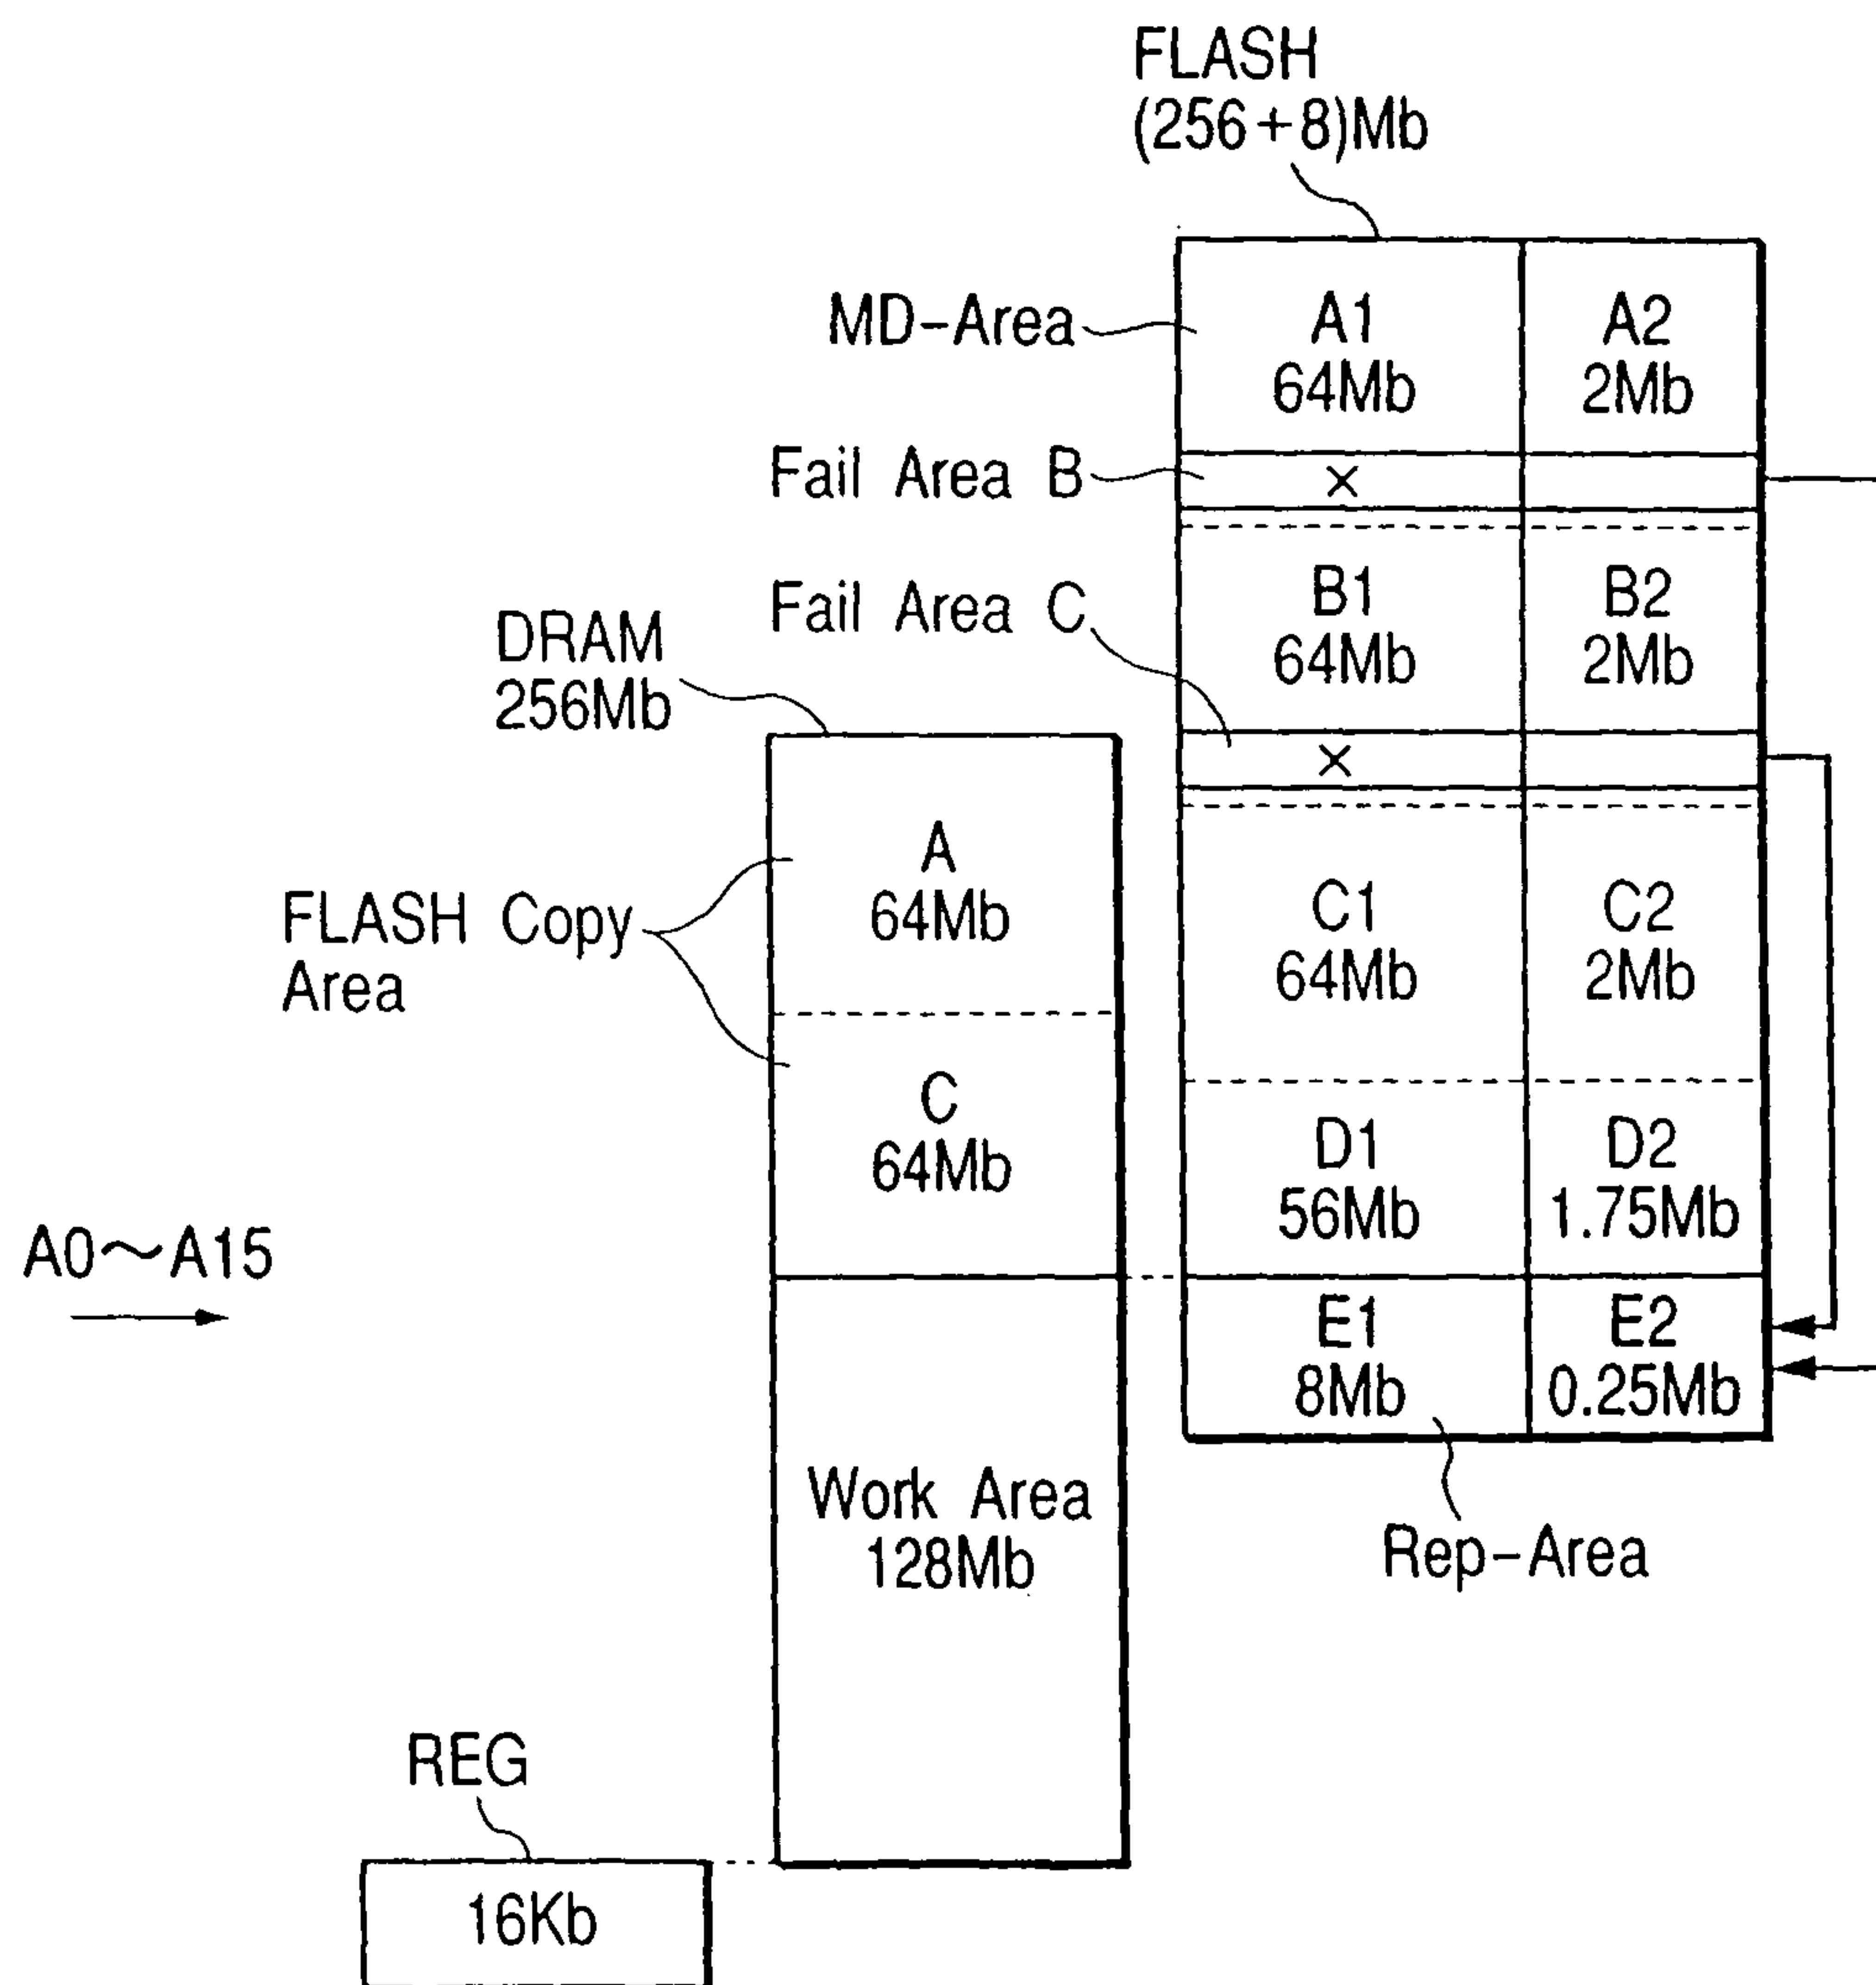 FLASH
(256+8)Mb
MD-Area
A1
64Mb
A2
2Mb
Fail Area B
×
B1
64Mb
B2
2Mb
Fail Area C
×
DRAM
256Mb
A
64Mb
FLASH Copy
Area
C
64Mb
C1
64Mb
C2
2Mb
D1
56Mb
D2
1.75Mb
A0～A15
E1
8Mb
E2
0.25Mb
Work Area
128Mb
Rep-Area
REG
16Kb